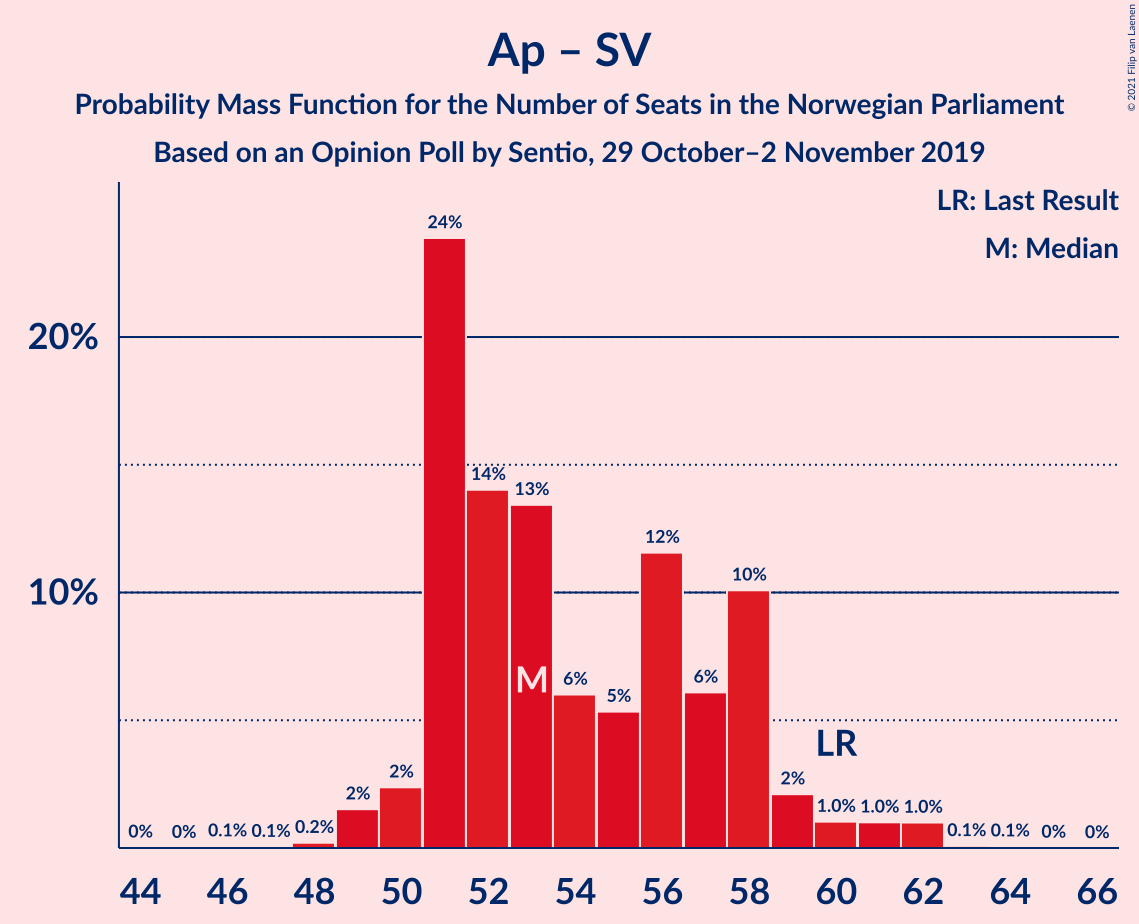 Ap – SV
Probability Mass Function for the Number of Seats in the Norwegian Parliament
Based on an Opinion Poll by Sentio, 29 October–2 November 2019
© 2021 Filip van Laenen
LR: Last Result
M: Median
20%
10%
0%
0%
0.1%
0.1%
0.2%
2%
2%
24%
14%
13%
M
6%
5%
12%
6%
10%
2%
LR
1.0%
1.0%
1.0%
0.1%
0.1%
0%
0%
44 46 48 50 52 54 56 58 60 62 64 66